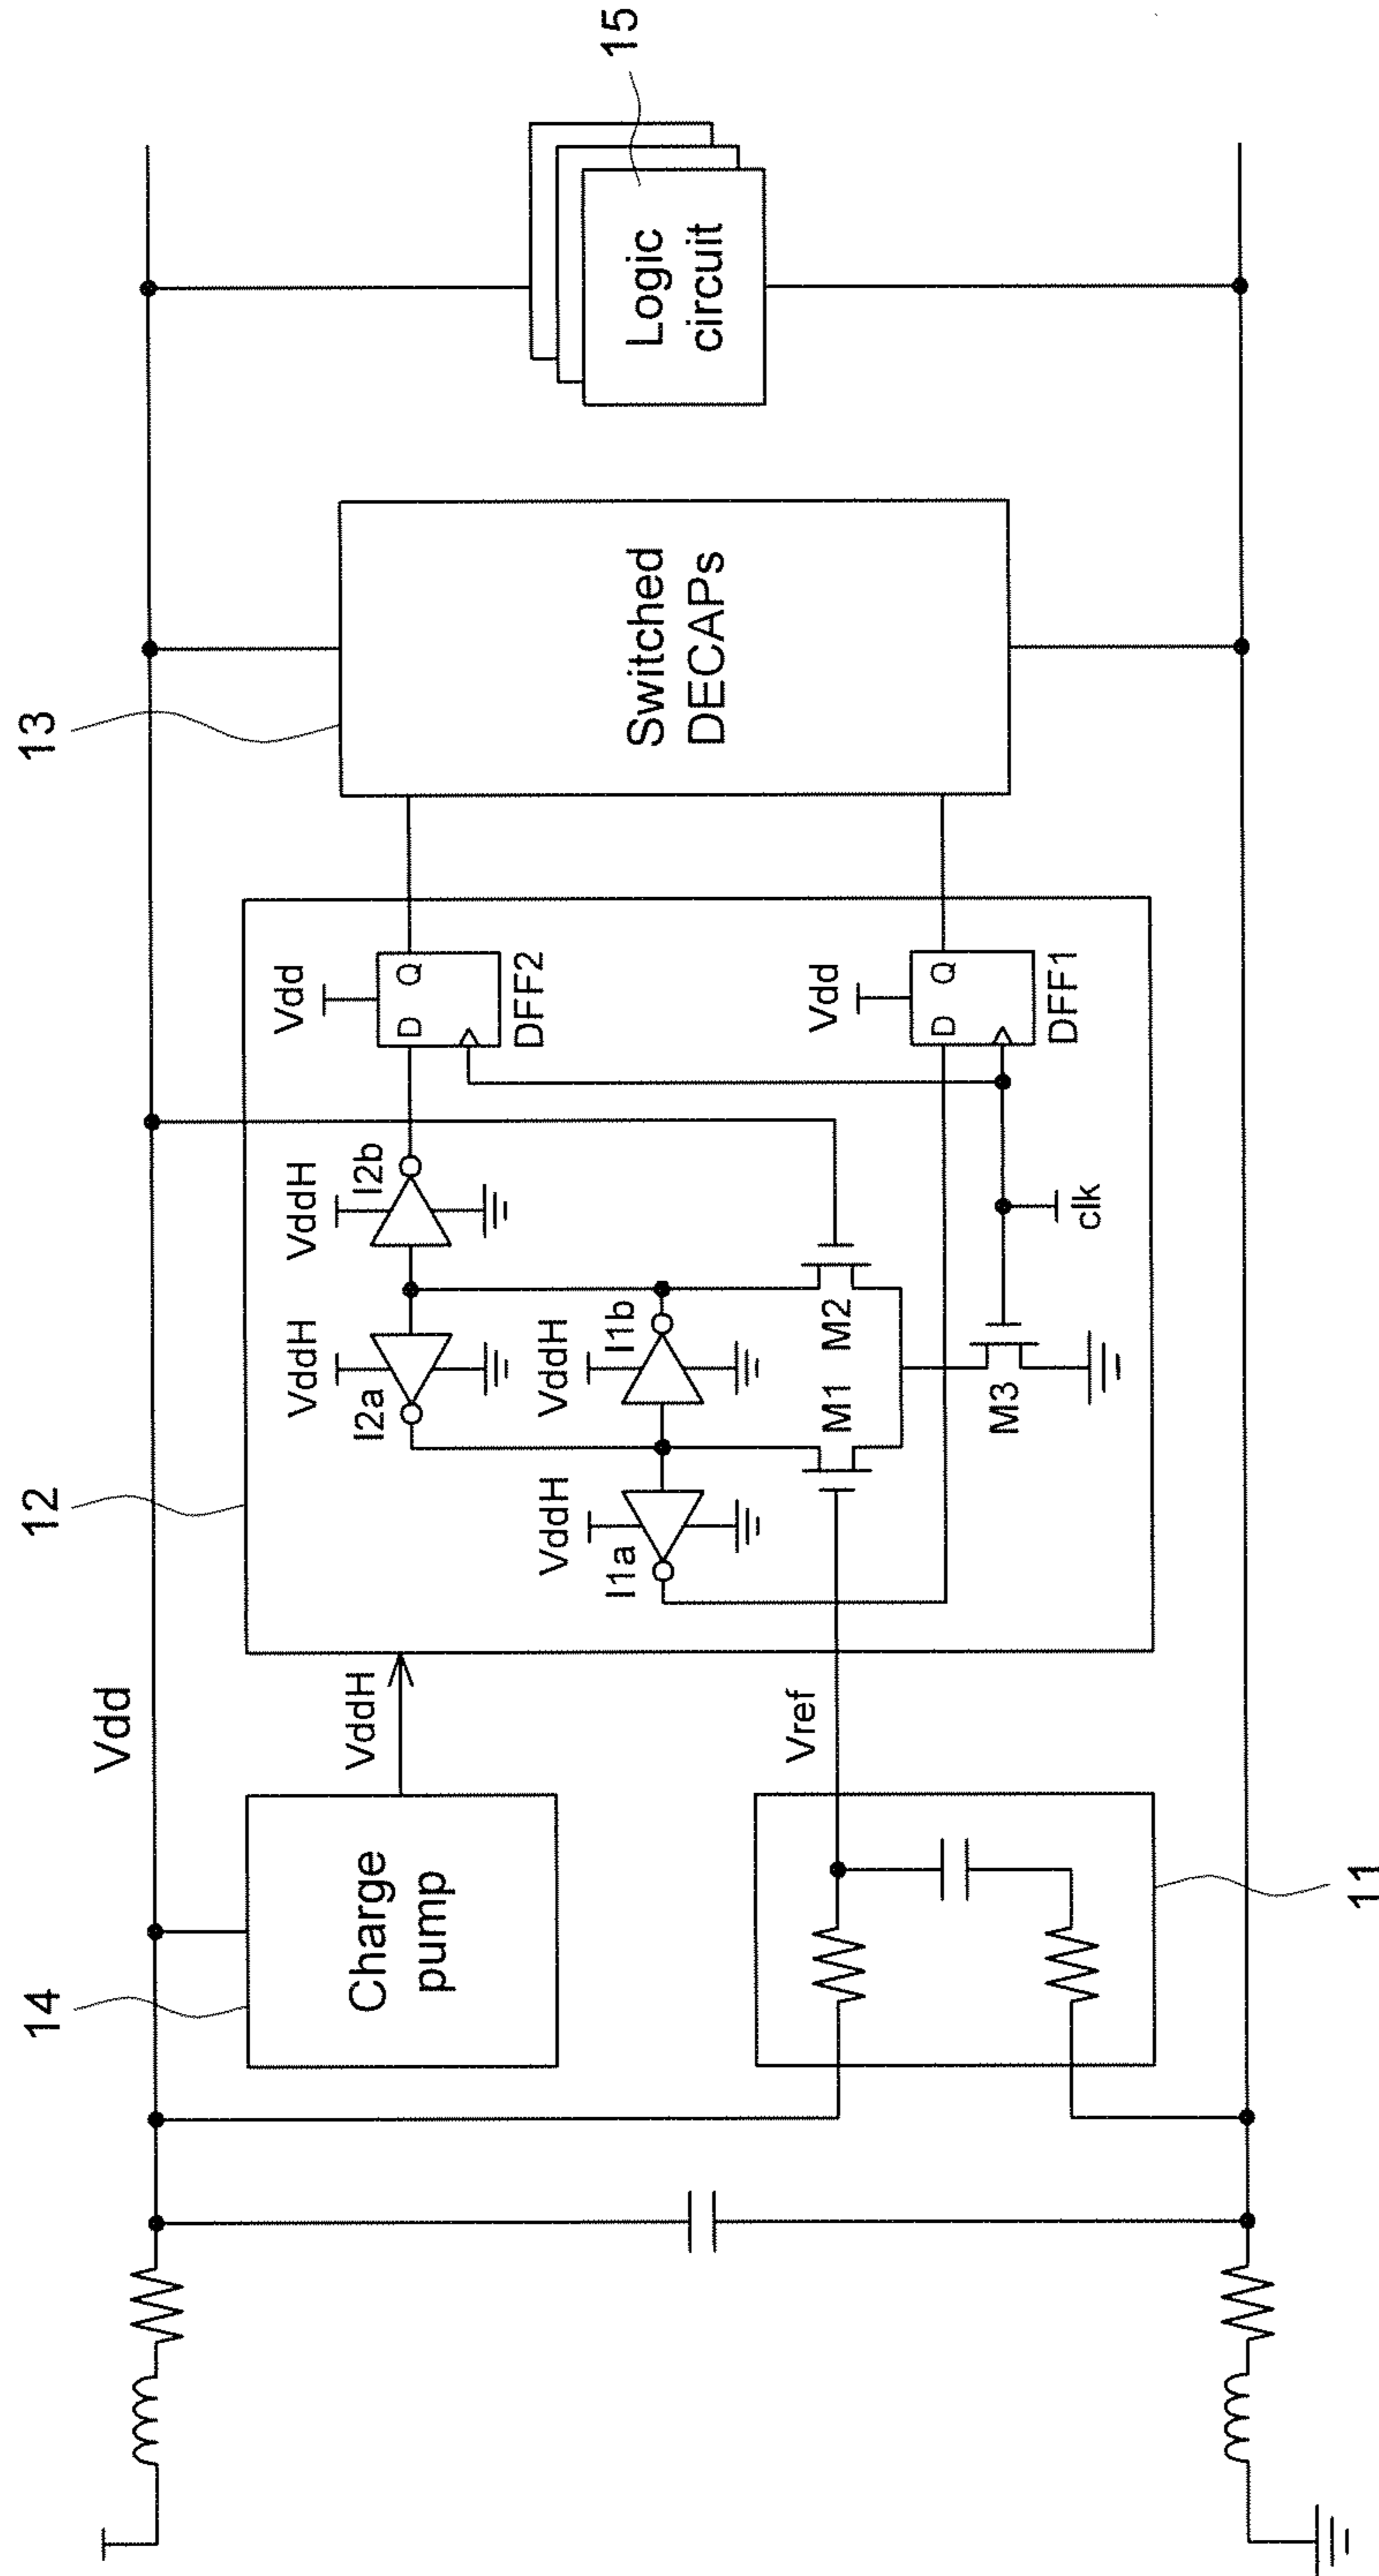 Vdd
14
Charge
pump
VddH
11
Vref
12
VddH
I2a
VddH
I2b
VddH
I1a
VddH
I1b
M1
M2
M3
clk
Vdd
D
Q
DFF2
Vdd
D
Q
DFF1
13
Switched
DECAPs
15
Logic
circuit